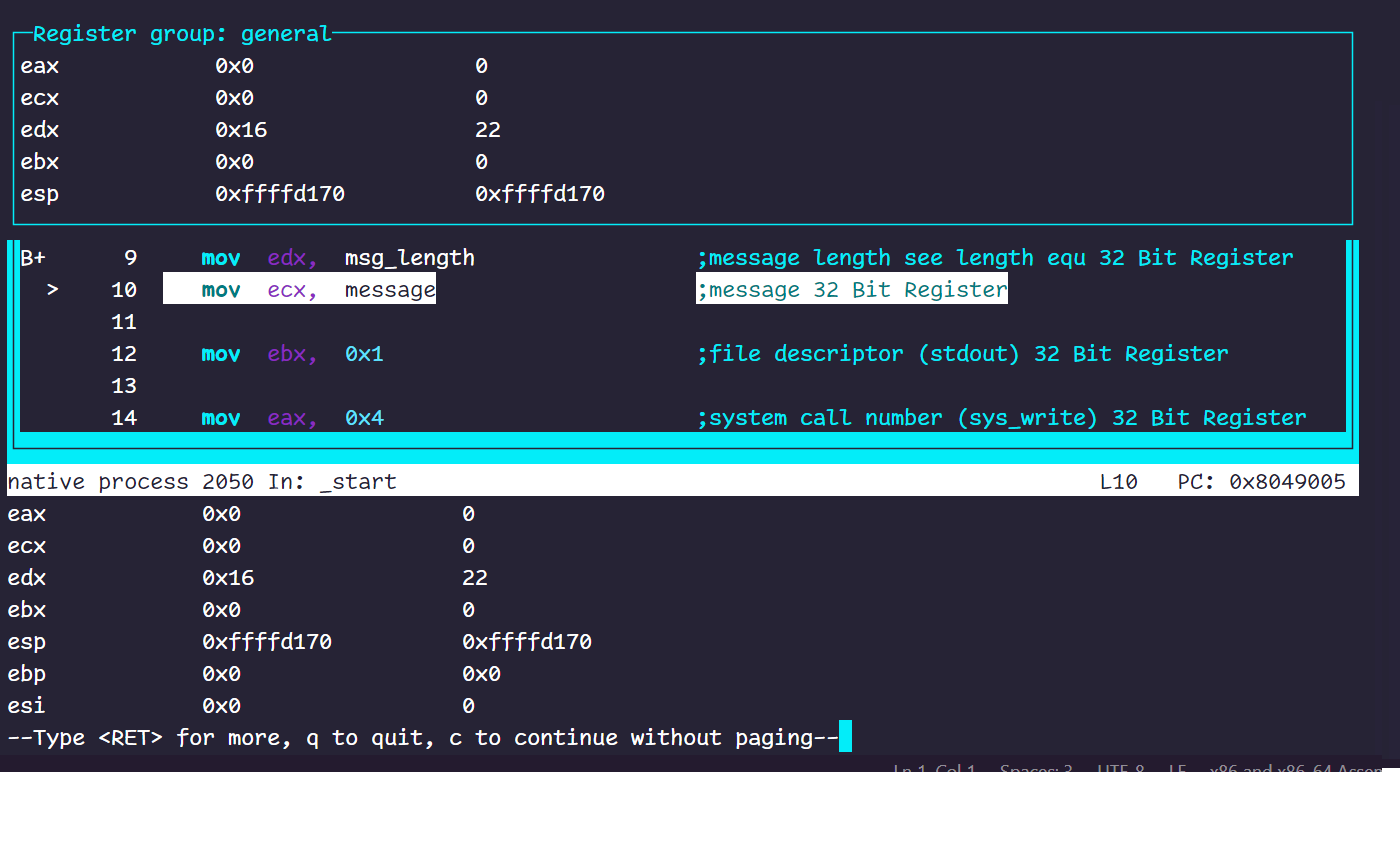 Register group: general
eax 0x0 0
ecx 0x0 0
edx 0x16 22
ebx 0x0 0
esp 0xffffd170 0xffffd170
B+ 9 mov edx, msg_length ;message length see length equ 32 Bit Register
> 10 mov ecx, message ;message 32 Bit Register
11
12 mov ebx, 0x1 ;file descriptor (stdout) 32 Bit Register
13
14 mov eax, 0x4 ;system call number (sys_write) 32 Bit Register
native process 2050 In: _start L10 PC: 0x8049005
eax 0x0 0
ecx 0x0 0
edx 0x16 22
ebx 0x0 0
esp 0xffffd170 0xffffd170
ebp 0x0 0x0
esi 0x0 0
--Type <RET> for more, q to quit, c to continue without paging--
Ln 1, Col 1 Spaces: 3 UTF-8 LF x86 and x86_64